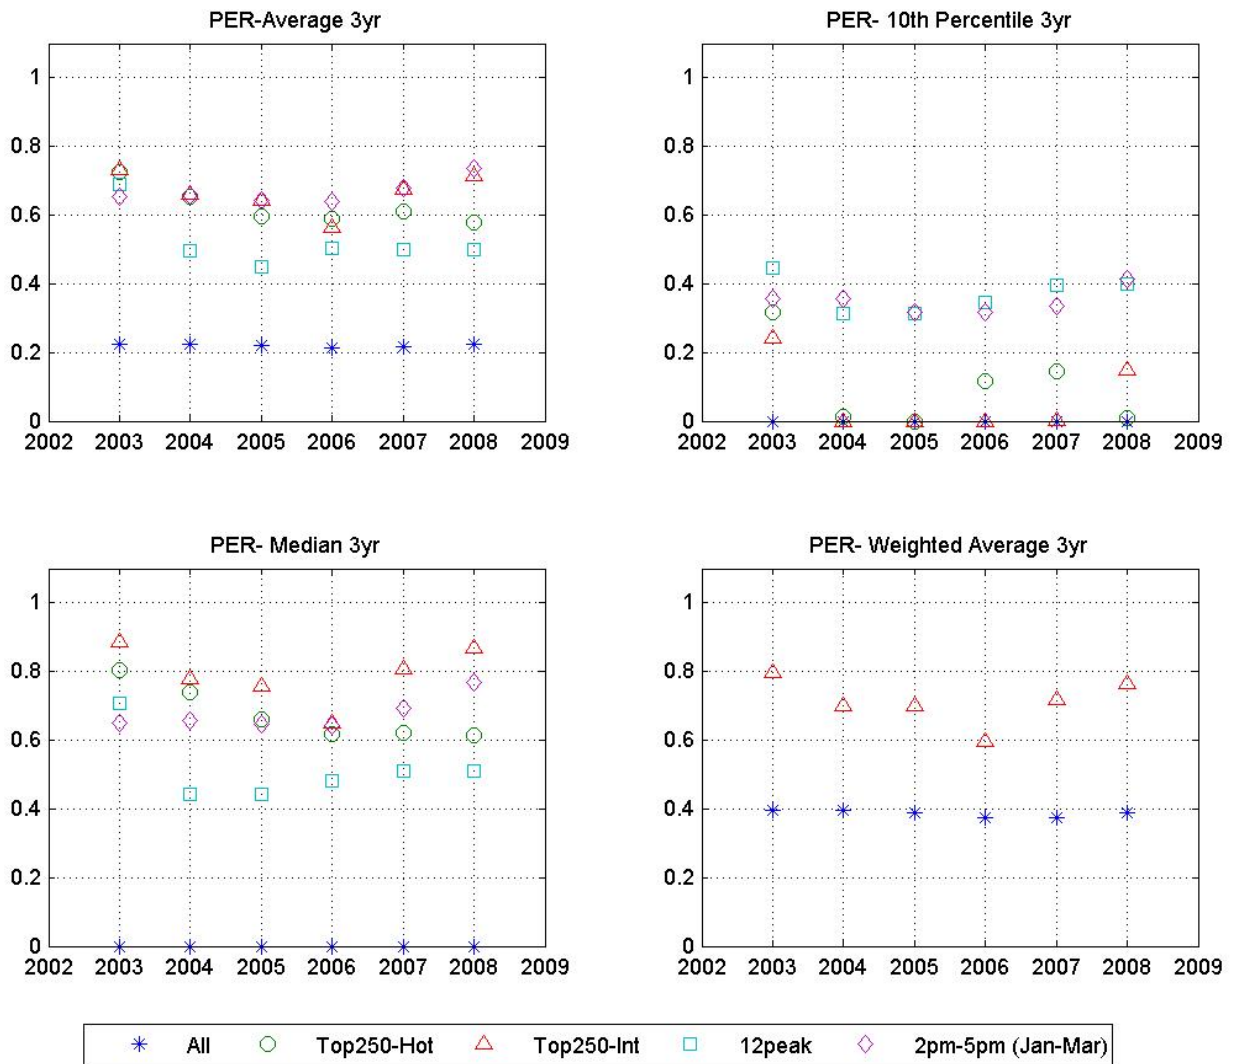 PER-Average 3yr
1
0.8
0.6
0.4
0.2
0
2002 2003 2004 2005 2006 2007 2008 2009
PER- 10th Percentile 3yr
1
0.8
0.6
0.4
0.2
0
2002 2003 2004 2005 2006 2007 2008 2009
PER- Median 3yr
1
0.8
0.6
0.4
0.2
0
2002 2003 2004 2005 2006 2007 2008 2009
PER- Weighted Average 3yr
1
0.8
0.6
0.4
0.2
0
2002 2003 2004 2005 2006 2007 2008 2009
All Top250-Hot Top250-Int 12peak 2pm-5pm (Jan-Mar)